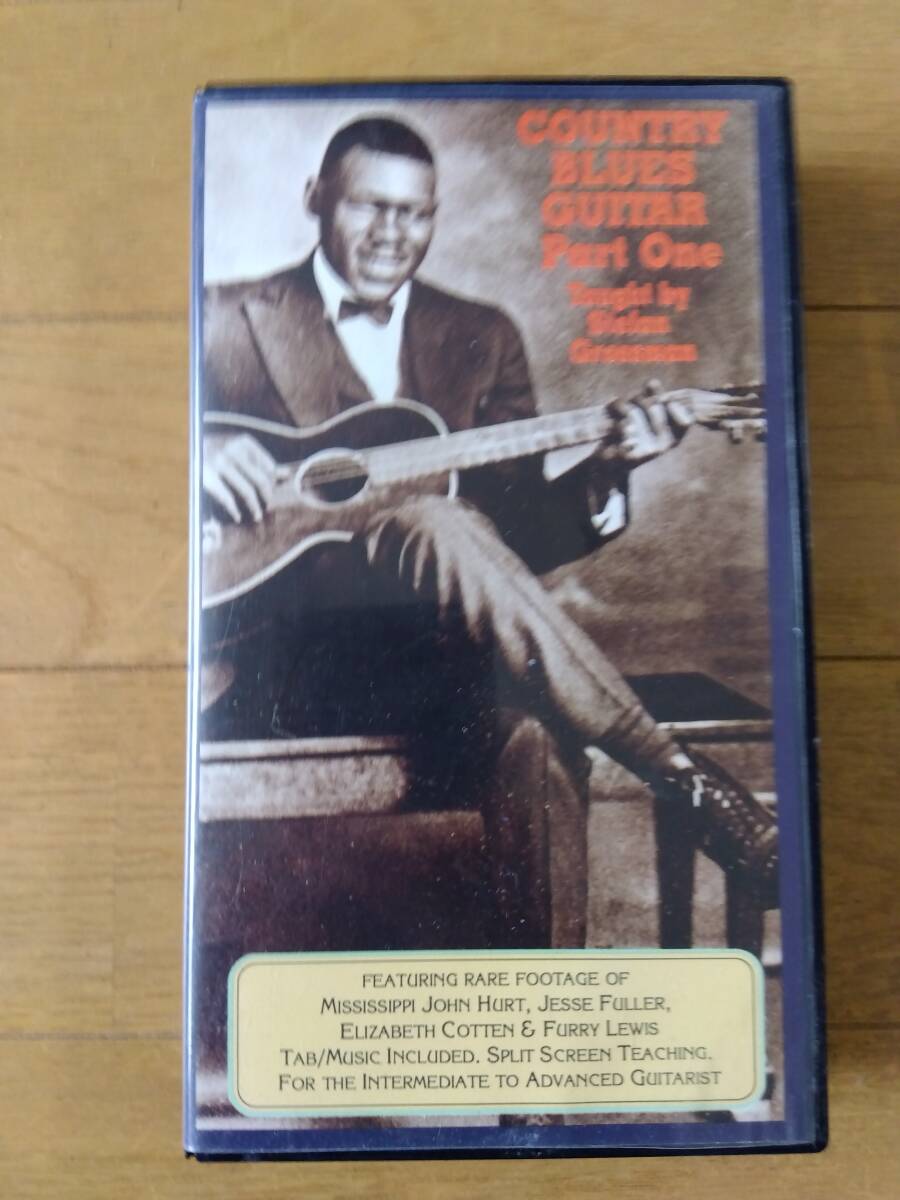 COUNTRY
BLUES
GUITAR
Part One
Taught by
Stefan
Grossman
FEATURING RARE FOOTAGE OF
MISSISSIPPI JOHN HURT, JESSE FULLER,
ELIZABETH COTTEN & FURRY LEWIS
TAB/MUSIC INCLUDED. SPLIT SCREEN TEACHING.
FOR THE INTERMEDIATE TO ADVANCED GUITARIST